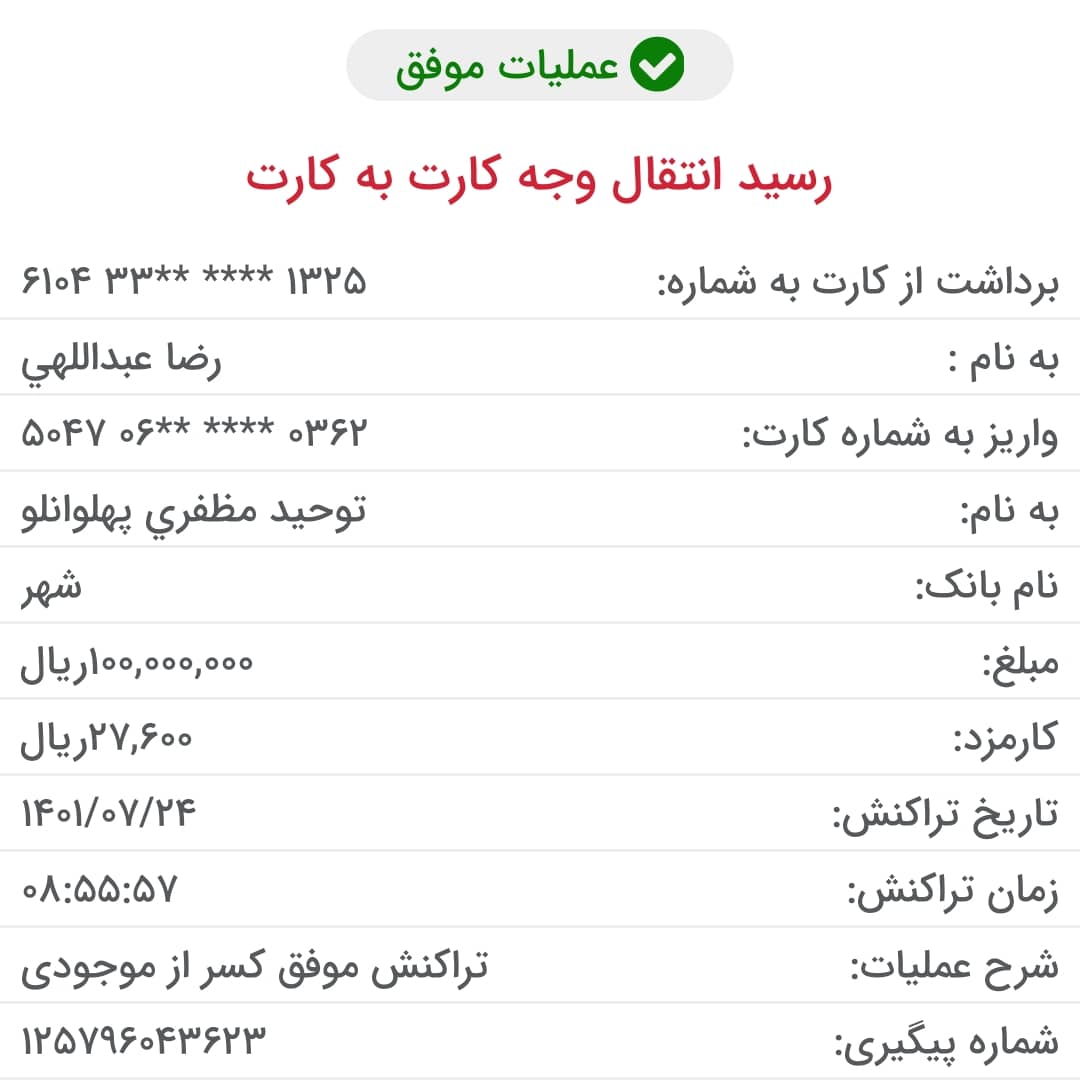 عملیات موفق
رسید انتقال وجه کارت به کارت
برداشت از کارت به شماره: ۶۱۰۴ ۳۳** **** ۱۳۲۵
به نام : رضا عبداللهي
واریز به شماره کارت: ۵۰۴۷ ۰۶** **** ۰۳۶۲
به نام: توحید مظفري پهلوانلو
نام بانک: شهر
مبلغ: ۱۰۰,۰۰۰,۰۰۰ریال
کارمزد: ۲۷,۶۰۰ریال
تاریخ تراکنش: ۱۴۰۱/۰۷/۲۴
زمان تراکنش: ۰۸:۵۵:۵۷
شرح عملیات: تراکنش موفق کسر از موجودی
شماره پیگیری: ۱۲۵۷۹۶۰۴۳۶۲۳